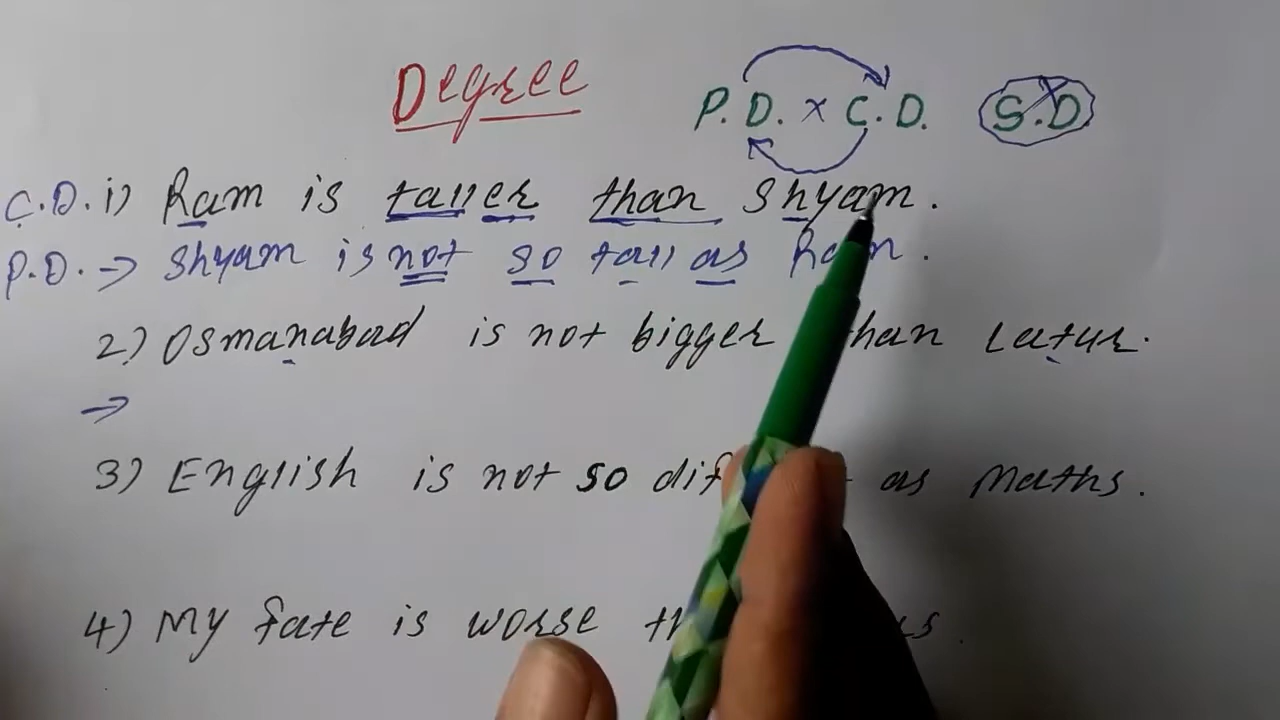 Degree
P.D. x C.D. S.D.
C.D. i) Ram is taller than Shyam.
P.D. → Shyam is not so tall as Ram.
2) Osmanabad is not bigger than Latur.
→
3) English is not so as Maths.
4) My fate is worse